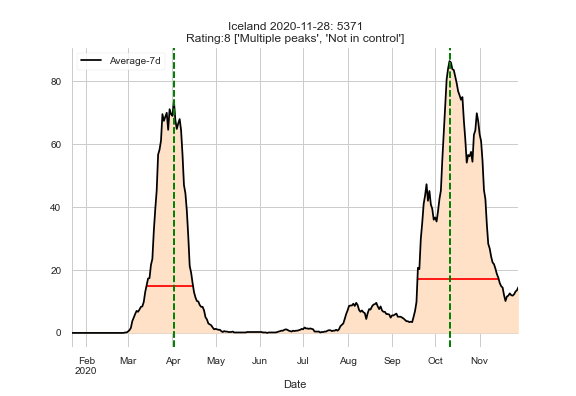 Iceland 2020-11-28: 5371
Rating:8 ['Multiple peaks', 'Not in control']
Average-7d
80
60
40
20
0
Feb Mar Apr May Jun Jul Aug Sep Oct Nov
2020
Date